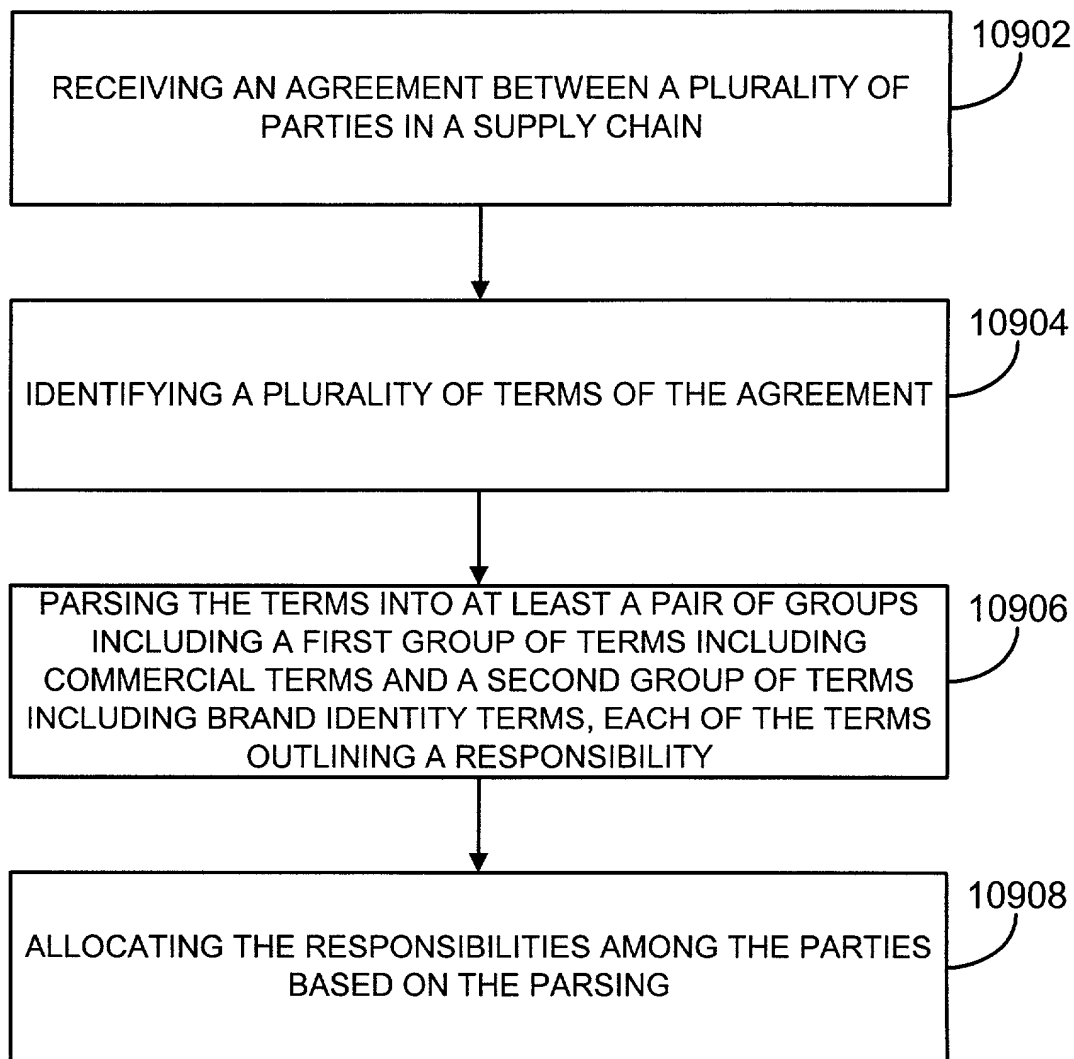 10902
RECEIVING AN AGREEMENT BETWEEN A PLURALITY OF
PARTIES IN A SUPPLY CHAIN
10904
IDENTIFYING A PLURALITY OF TERMS OF THE AGREEMENT
10906
PARSING THE TERMS INTO AT LEAST A PAIR OF GROUPS
INCLUDING A FIRST GROUP OF TERMS INCLUDING
COMMERCIAL TERMS AND A SECOND GROUP OF TERMS
INCLUDING BRAND IDENTITY TERMS, EACH OF THE TERMS
OUTLINING A RESPONSIBILITY
10908
ALLOCATING THE RESPONSIBILITIES AMONG THE PARTIES
BASED ON THE PARSING